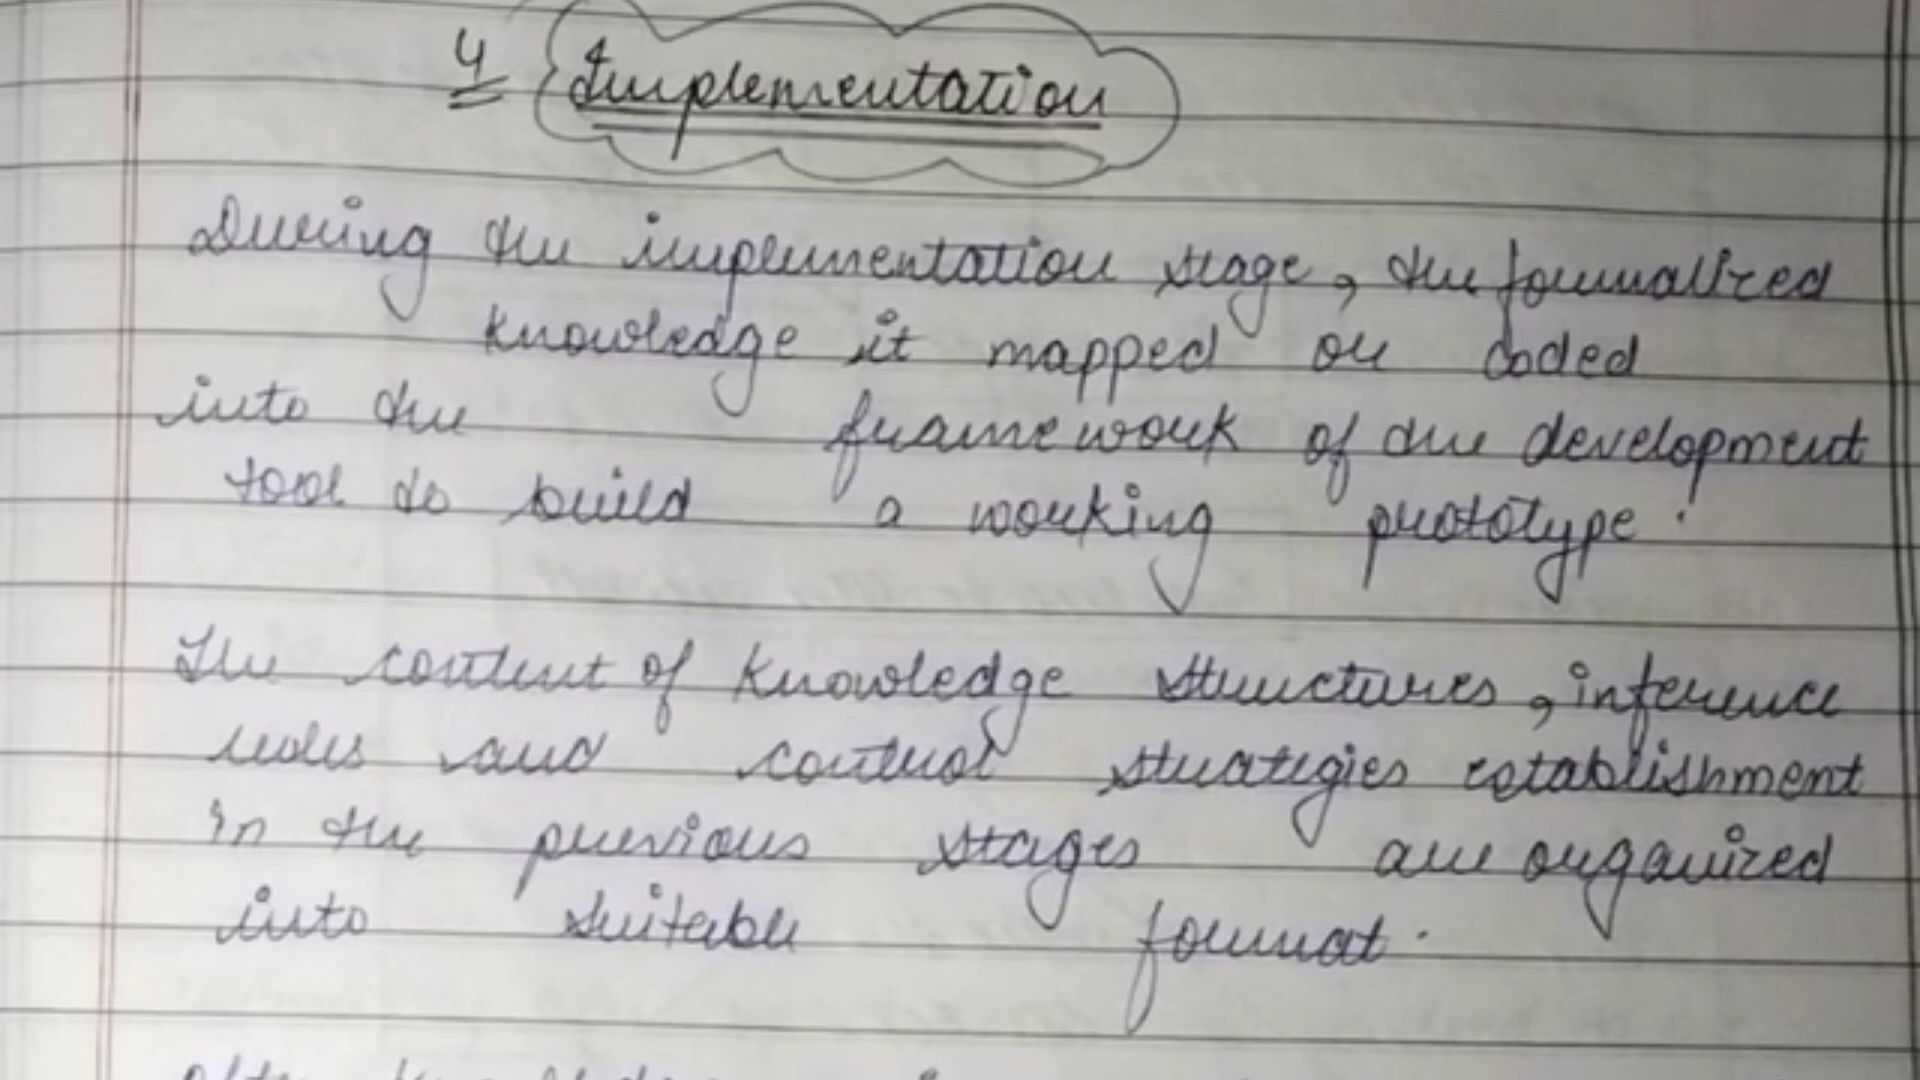 4 Implementation
During the implementation stage, the formalized
knowledge it mapped or coded
into the framework of the development
tool to build a working prototype.
The content of knowledge structures, inference
rules and control strategies establishment
in the previous stages are organized
into suitable format.